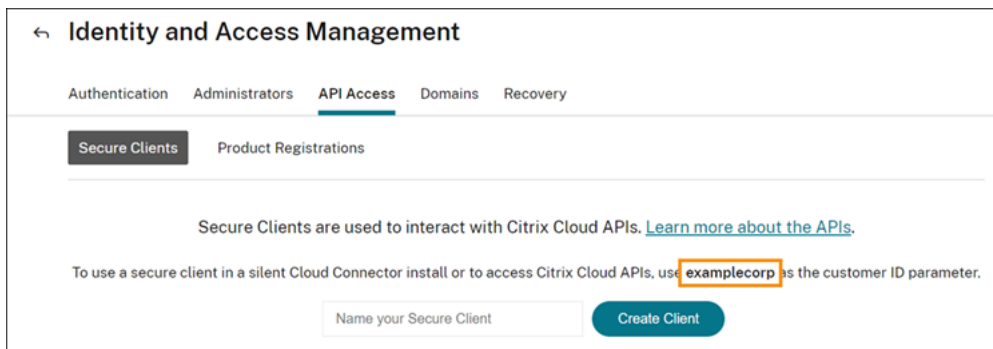 Identity and Access Management
Authentication Administrators API Access Domains Recovery
Secure Clients Product Registrations
Secure Clients are used to interact with Citrix Cloud APIs. Learn more about the APIs.
To use a secure client in a silent Cloud Connector install or to access Citrix Cloud APIs, use examplecorp as the customer ID parameter.
Name your Secure Client Create Client